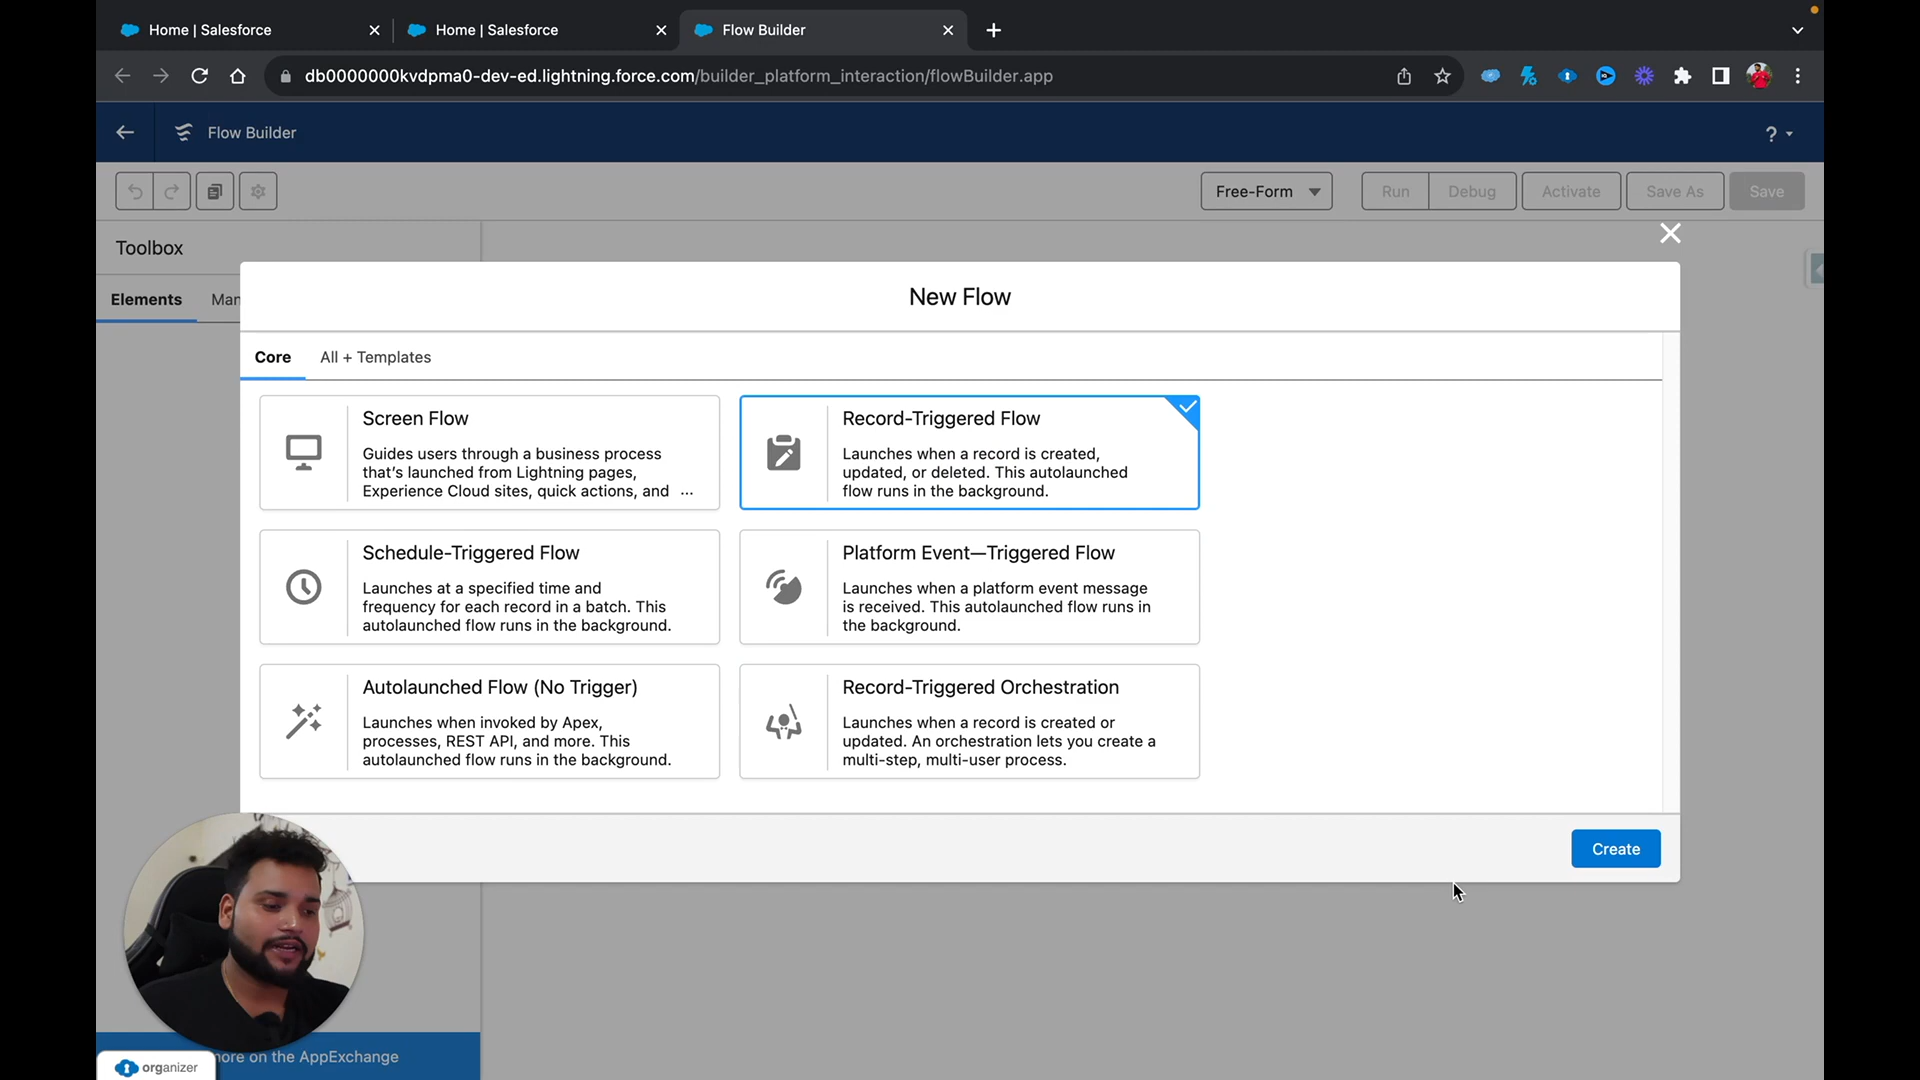 Home | Salesforce
Home | Salesforce
Flow Builder
db0000000kvdpma0-dev-ed.lightning.force.com/builder_platform_interaction/flowBuilder.app
Flow Builder
?
Free-Form
Run
Debug
Activate
Save As
Save
Toolbox
Elements
Man
New Flow
Core
All + Templates
Screen Flow
Guides users through a business process
that's launched from Lightning pages,
Experience Cloud sites, quick actions, and ...
Record-Triggered Flow
Launches when a record is created,
updated, or deleted. This autolaunched
flow runs in the background.
Schedule-Triggered Flow
Launches at a specified time and
frequency for each record in a batch. This
autolaunched flow runs in the background.
Platform Event—Triggered Flow
Launches when a platform event message
is received. This autolaunched flow runs in
the background.
Autolaunched Flow (No Trigger)
Launches when invoked by Apex,
processes, REST API, and more. This
autolaunched flow runs in the background.
Record-Triggered Orchestration
Launches when a record is created or
updated. An orchestration lets you create a
multi-step, multi-user process.
Create
more on the AppExchange
organizer